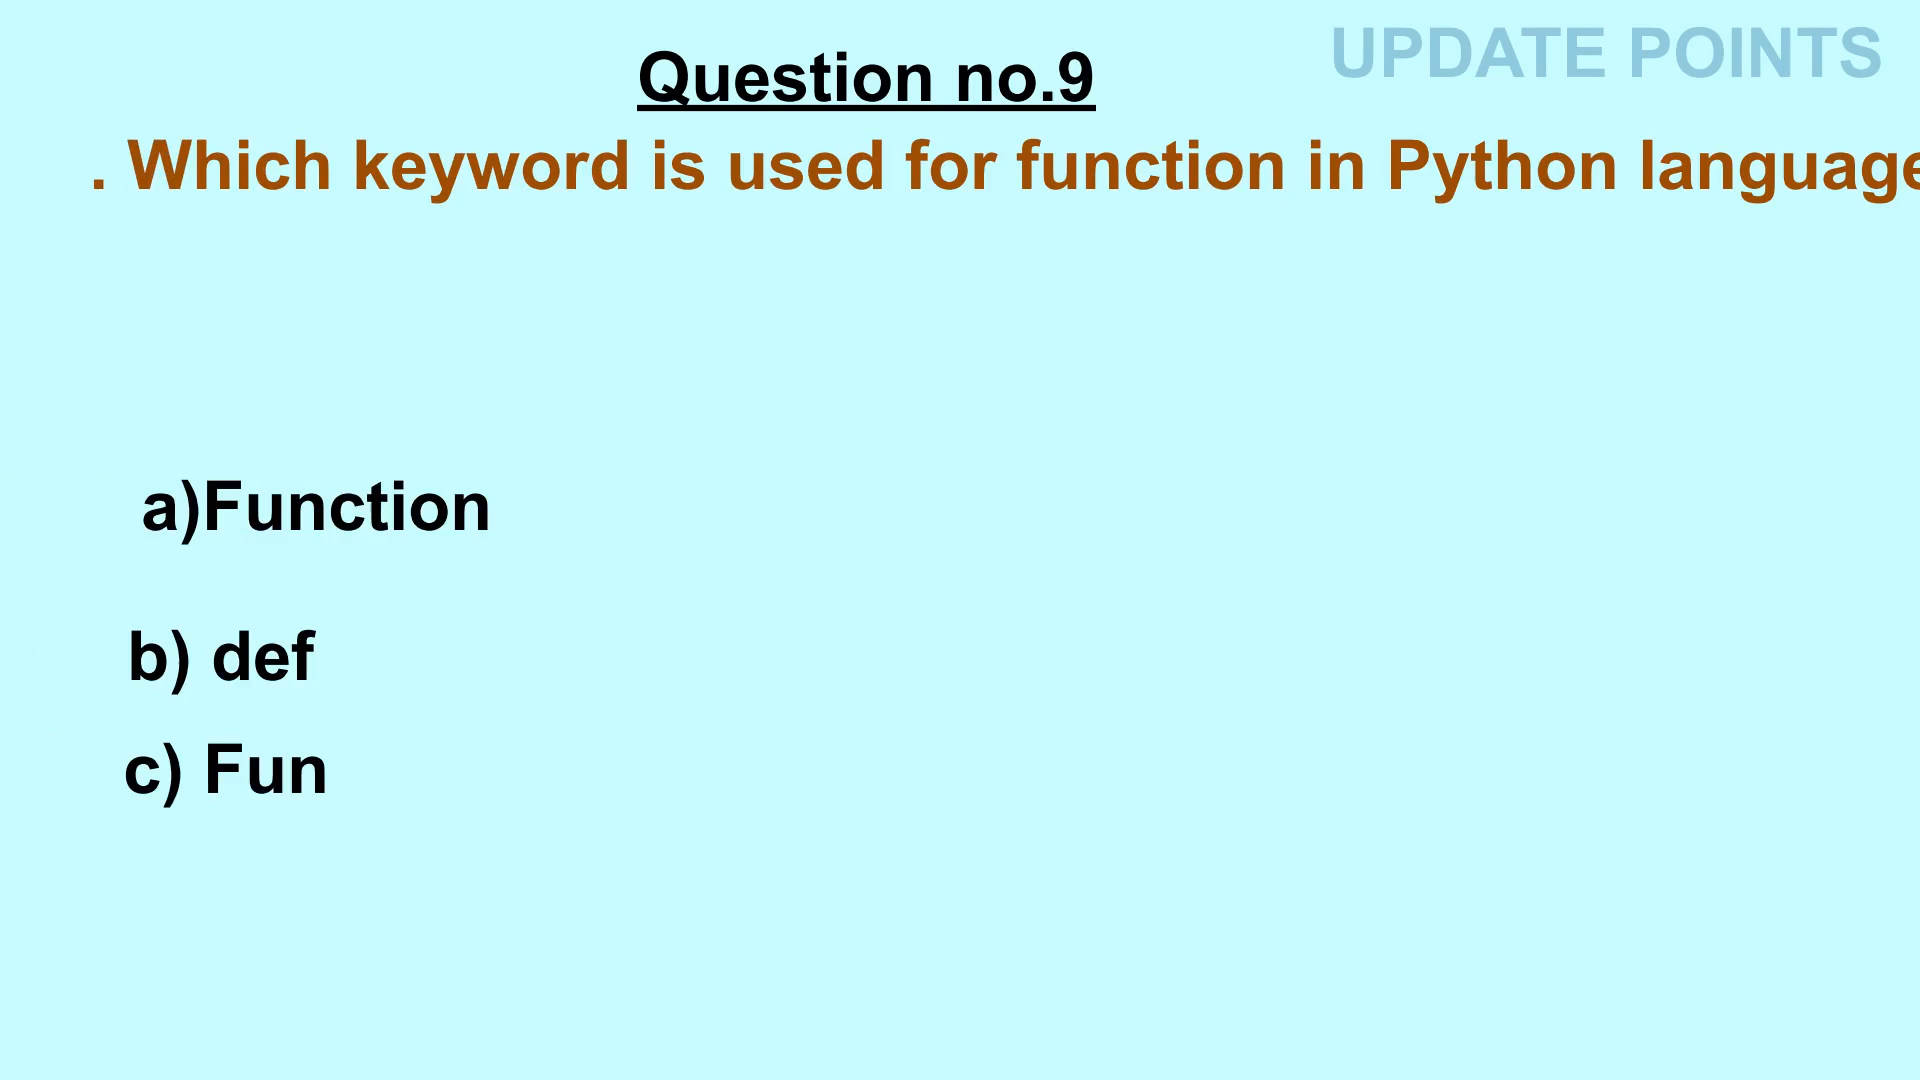 UPDATE POINTS
Question no.9
. Which keyword is used for function in Python language
a)Function
b) def
c) Fun